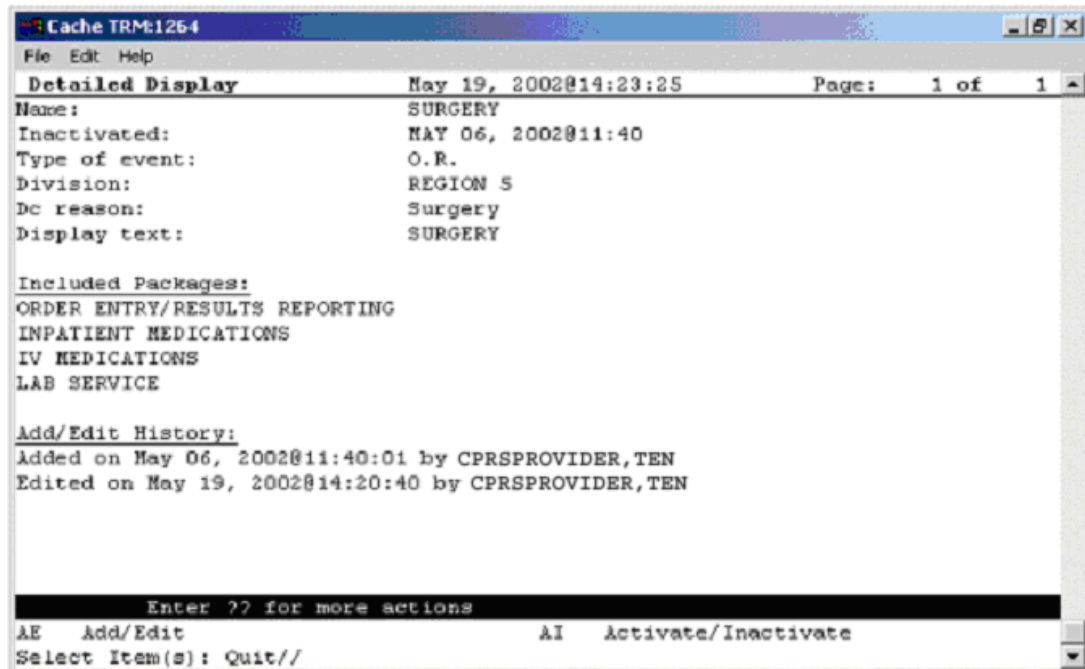 Cache TRM:1264
File Edit Help
Detailed Display May 19, 2002@14:23:25 Page: 1 of 1
Name: SURGERY
Inactivated: MAY 06, 2002@11:40
Type of event: O.R.
Division: REGION 5
Dc reason: Surgery
Display text: SURGERY
Included Packages:
ORDER ENTRY/RESULTS REPORTING
INPATIENT MEDICATIONS
IV MEDICATIONS
LAB SERVICE
Add/Edit History:
Added on May 06, 2002@11:40:01 by CPRSPROVIDER,TEN
Edited on May 19, 2002@14:20:40 by CPRSPROVIDER,TEN
Enter ?? for more actions
AE Add/Edit AI Activate/Inactivate
Select Item(s): Quit//